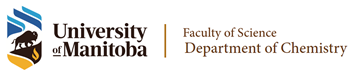 University
of Manitoba
Faculty of Science
Department of Chemistry